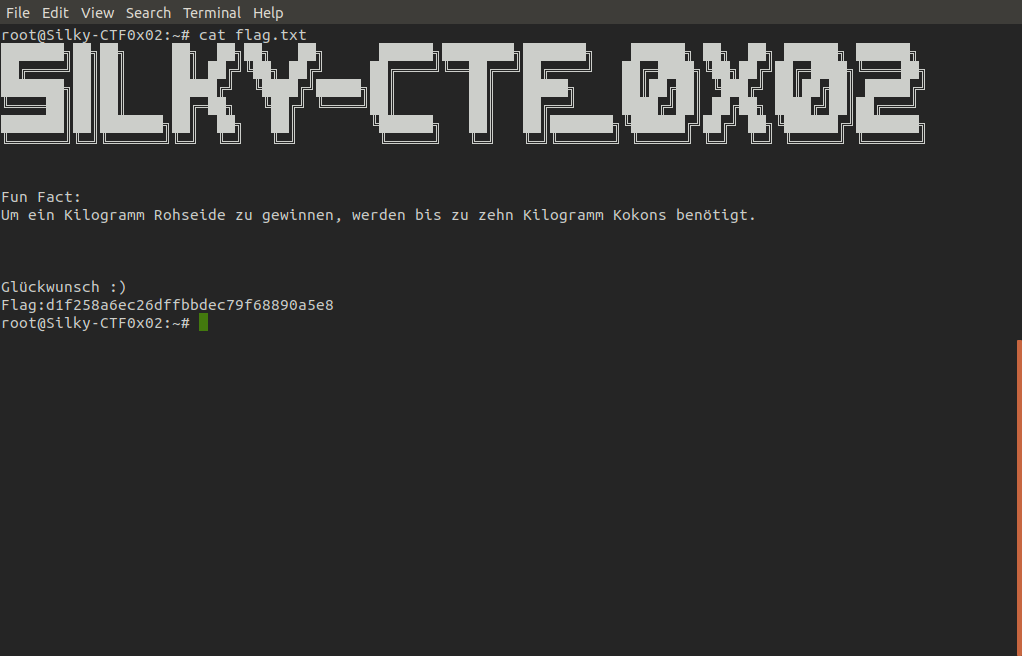 File Edit View Search Terminal Help
root@Silky-CTF0x02:~# cat flag.txt
SILKY-CTF_0X02
Fun Fact:
Um ein Kilogramm Rohseide zu gewinnen, werden bis zu zehn Kilogramm Kokons benötigt.
Glückwunsch :)
Flag:d1f258a6ec26dffbbdec79f68890a5e8
root@Silky-CTF0x02:~#